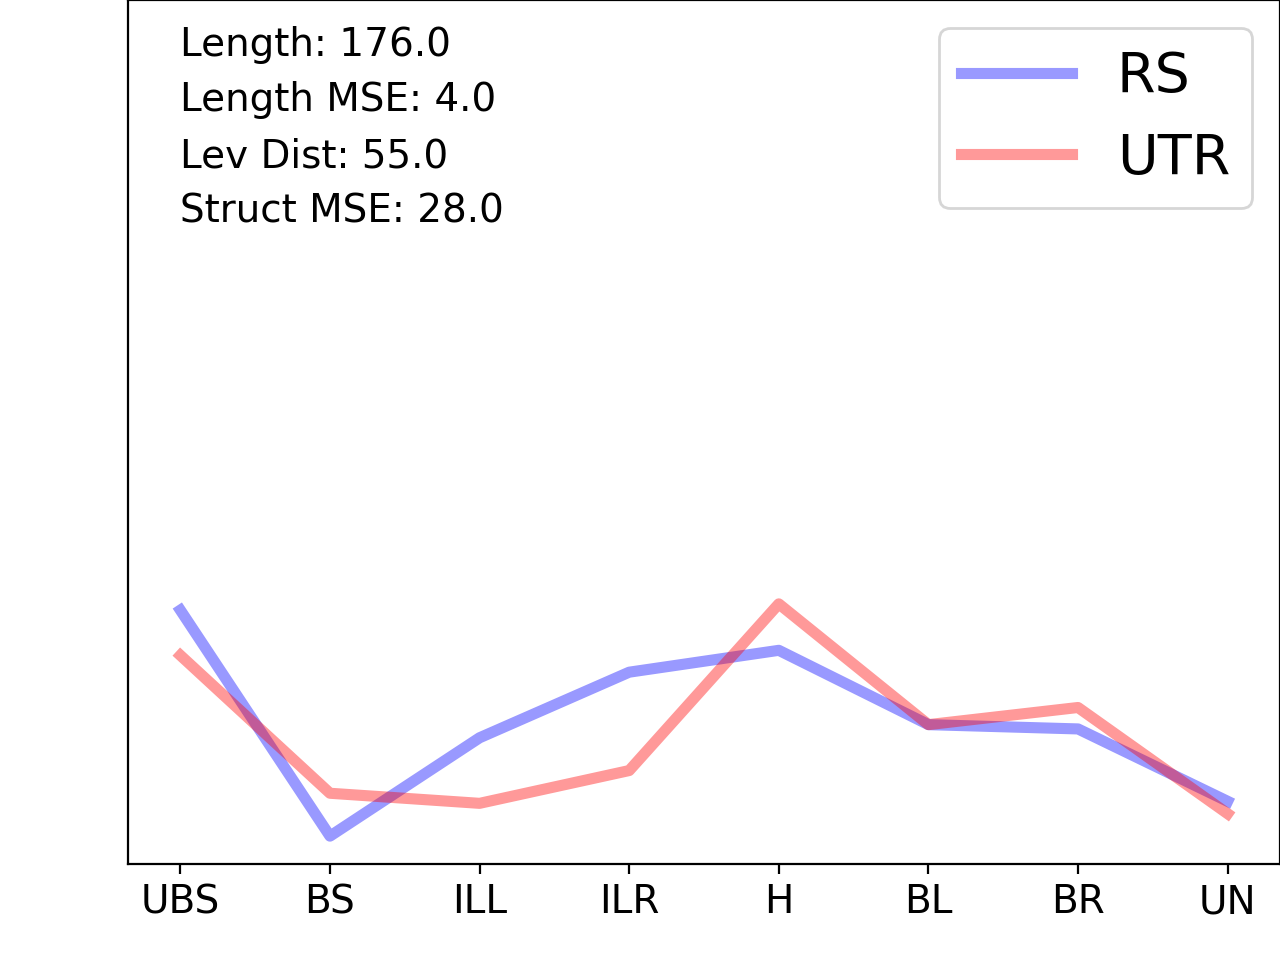 Length: 176.0
Length MSE: 4.0
Lev Dist: 55.0
Struct MSE: 28.0
RS
UTR
UBS BS ILL ILR H BL BR UN